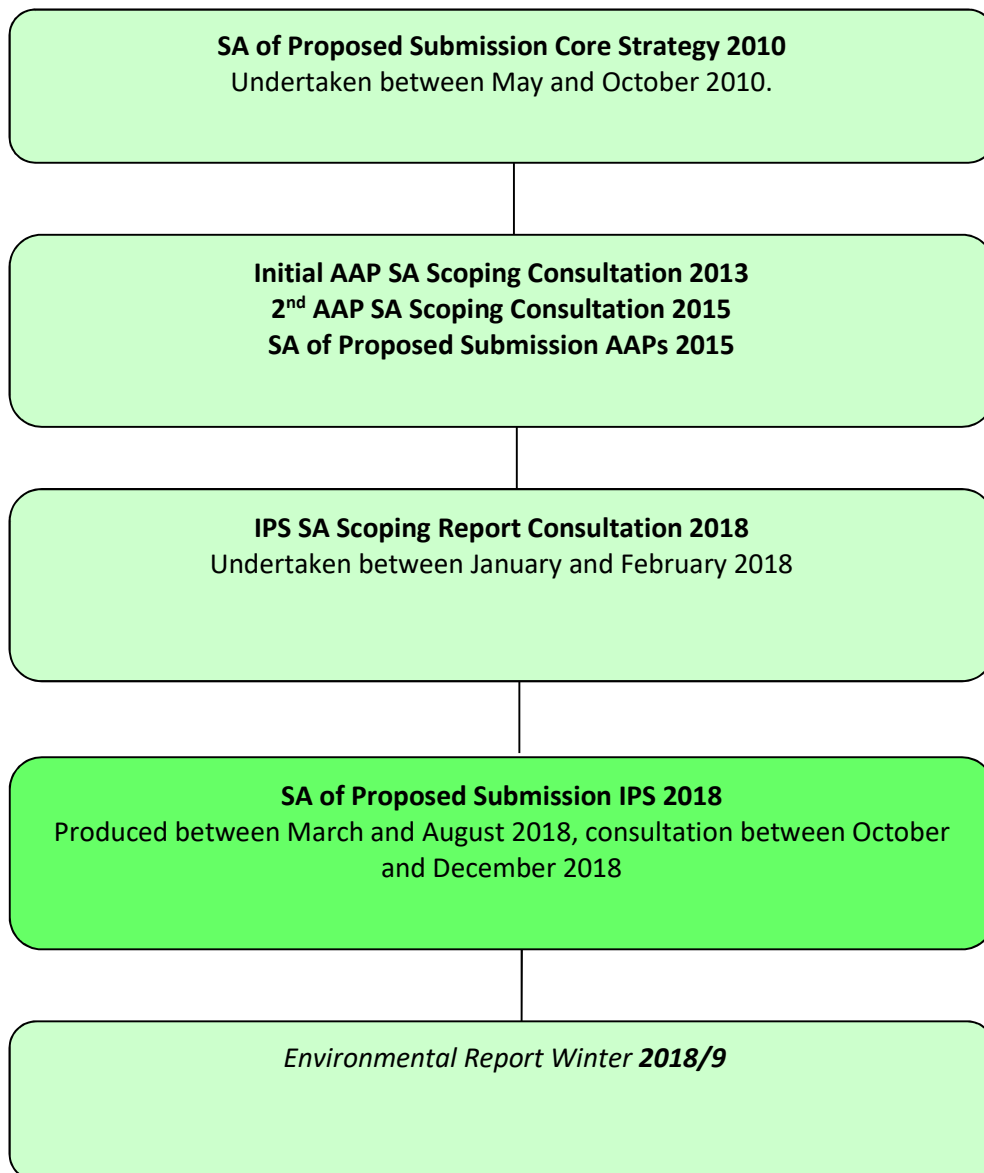 SA of Proposed Submission Core Strategy 2010
Undertaken between May and October 2010.
Initial AAP SA Scoping Consultation 2013
2nd AAP SA Scoping Consultation 2015
SA of Proposed Submission AAPs 2015
IPS SA Scoping Report Consultation 2018
Undertaken between January and February 2018
SA of Proposed Submission IPS 2018
Produced between March and August 2018, consultation between October
and December 2018
Environmental Report Winter 2018/9